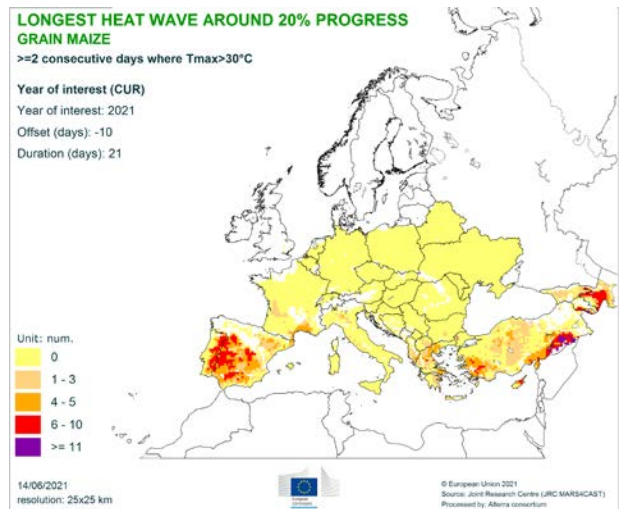 LONGEST HEAT WAVE AROUND 20% PROGRESS
GRAIN MAIZE
>=2 consecutive days where Tmax>30°C
Year of interest (CUR)
Year of interest: 2021
Offset (days): -10
Duration (days): 21
Unit: num.
0
1 - 3
4 - 5
6 - 10
>= 11
14/06/2021
resolution: 25x25 km
© European Union 2021
Source: Joint Research Centre (JRC MARS4CAST)
Processed by: Alterra consortium